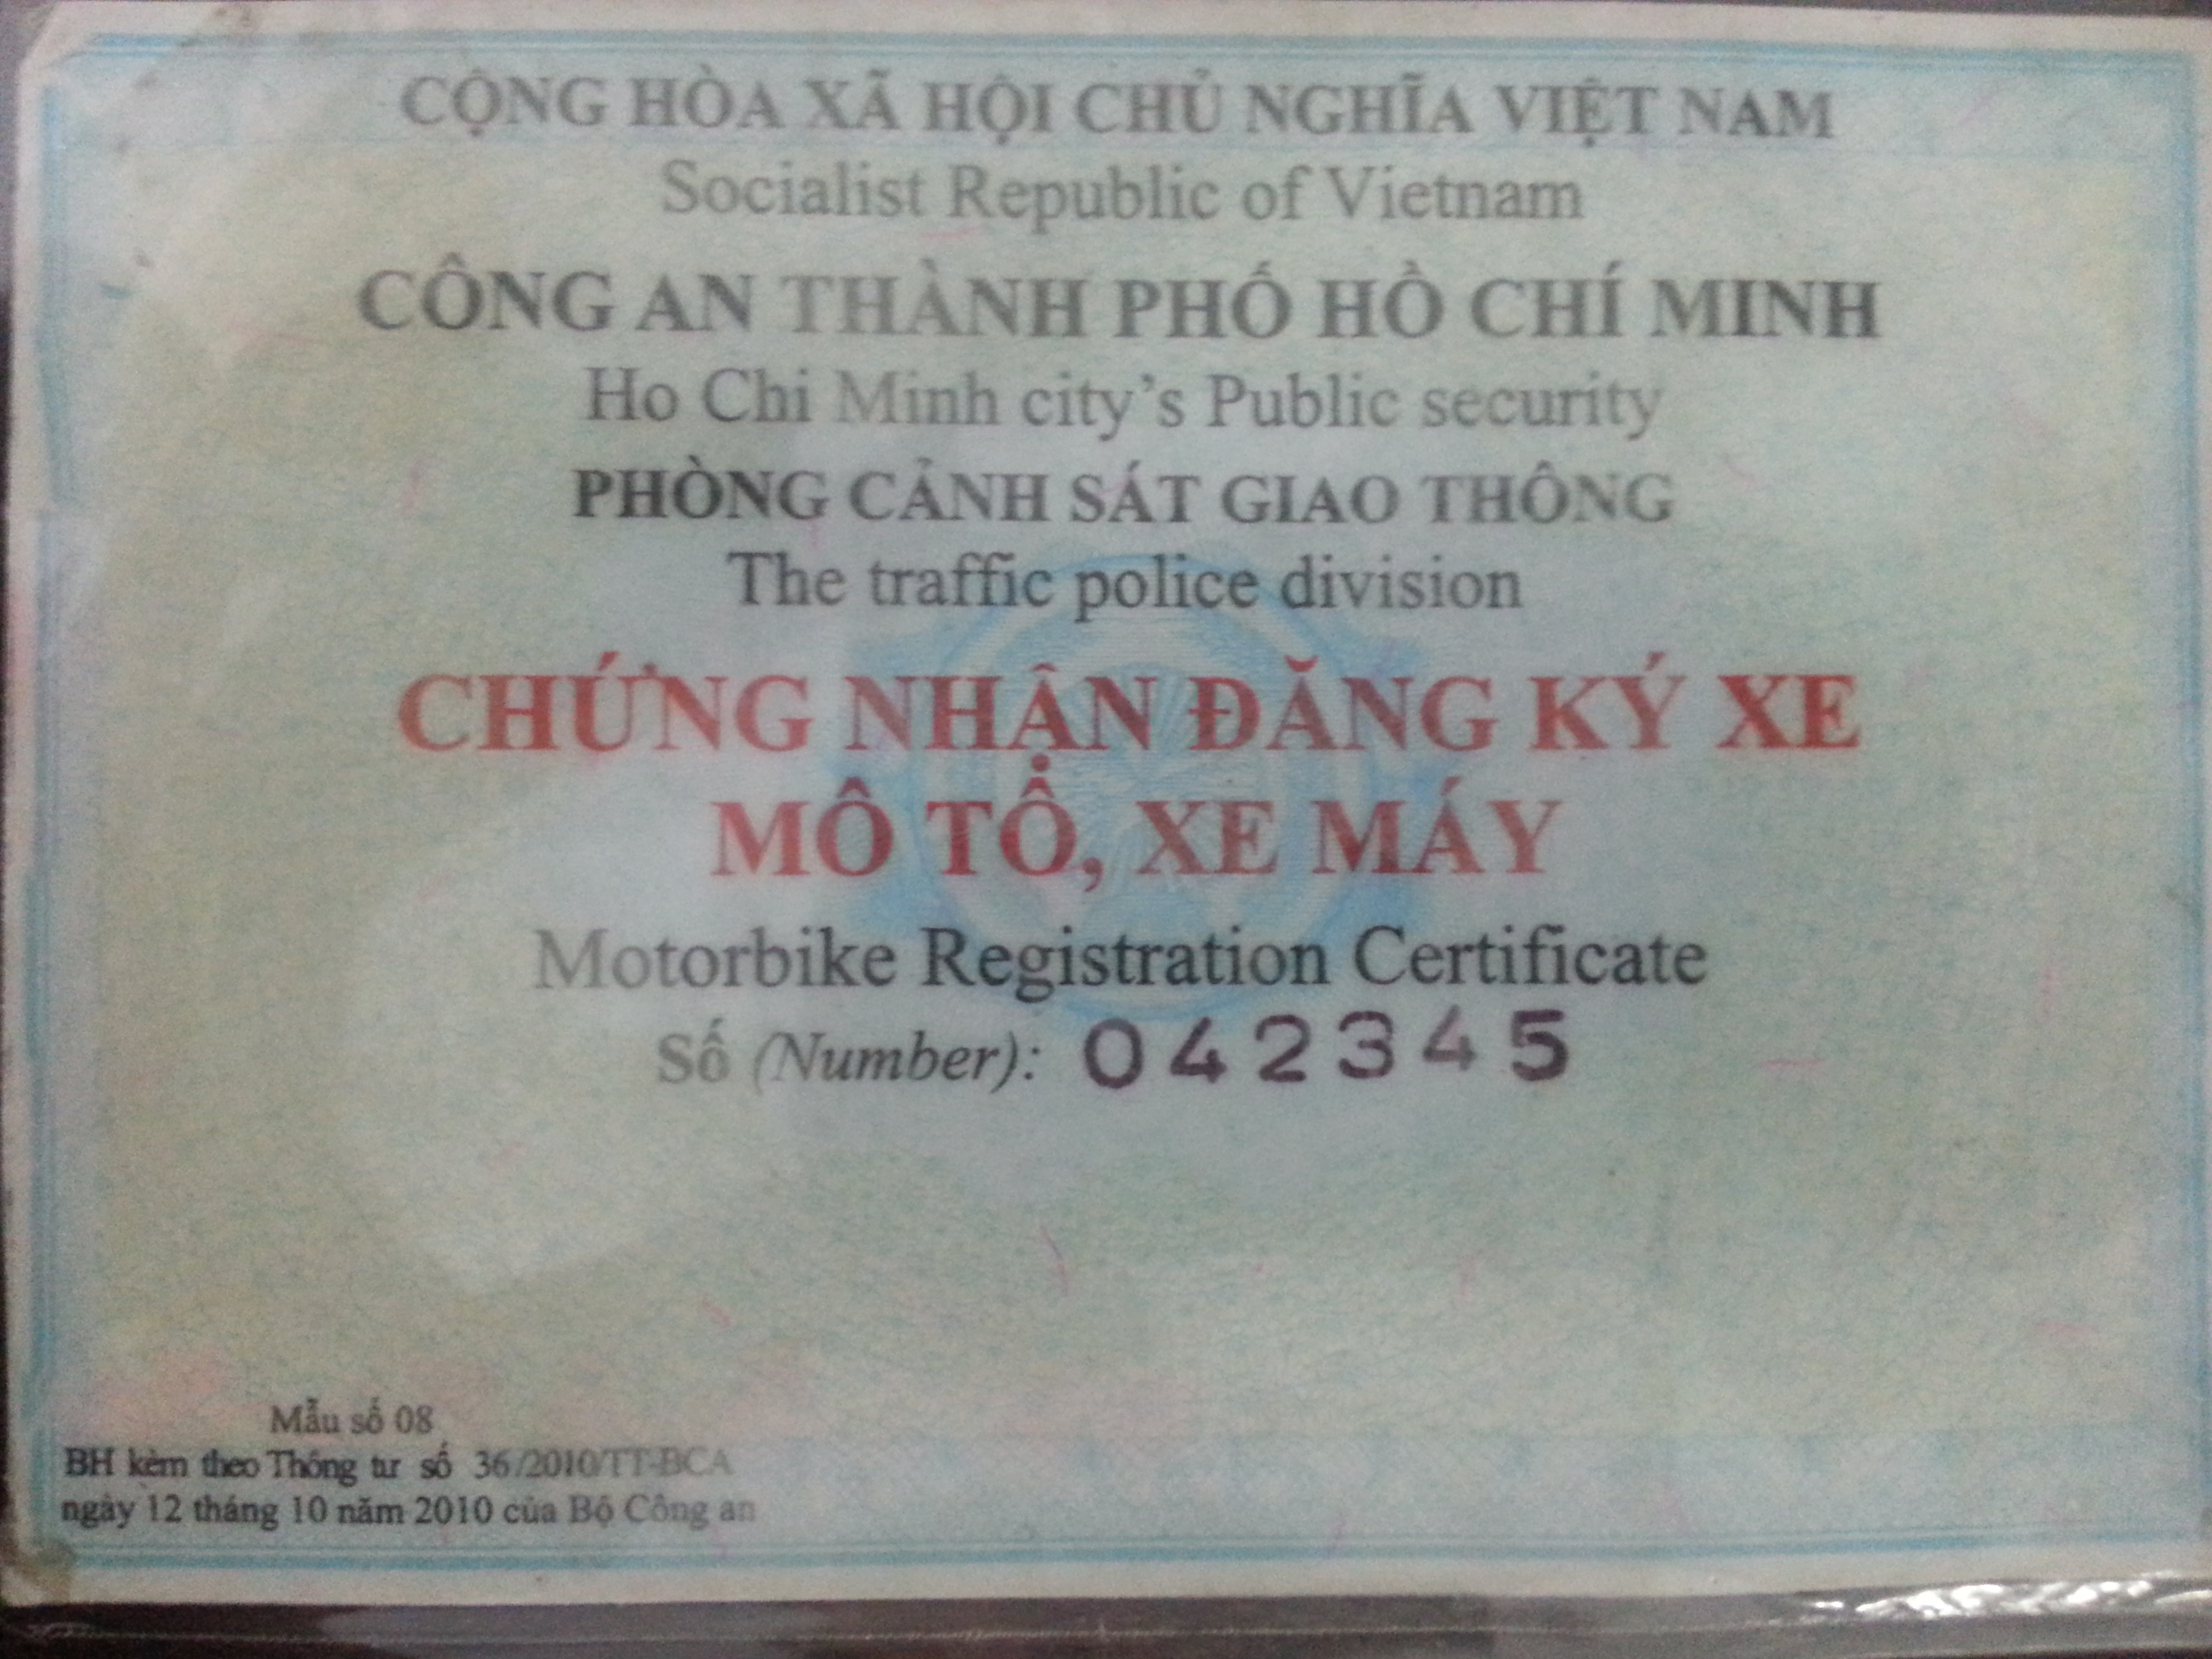 CỘNG HÒA XÃ HỘI CHỦ NGHĨA VIỆT NAM
Socialist Republic of Vietnam
CÔNG AN THÀNH PHỐ HỒ CHÍ MINH
Ho Chi Minh city's Public security
PHÒNG CẢNH SÁT GIAO THÔNG
The traffic police division
CHỨNG NHẬN ĐĂNG KÝ XE
MÔ TÔ, XE MÁY
Motorbike Registration Certificate
Số (Number): 042345
Mẫu số 08
BH kèm theo Thông tư số 36/2010/TT-BCA
ngày 12 tháng 10 năm 2010 của Bộ Công an